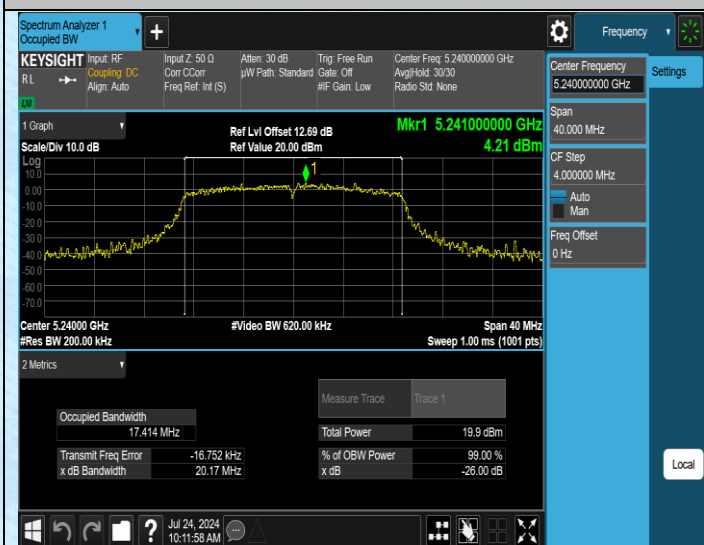 Spectrum Analyzer 1
Occupied BW
Frequency
KEYSIGHT
R L
LXI
Input: RF
Coupling: DC
Align: Auto
Input Z: 50 Ω
Corr CCorr
Freq Ref: Int (S)
Atten: 30 dB
µW Path: Standard
Trig: Free Run
Gate: Off
#IF Gain: Low
Center Freq: 5.240000000 GHz
Avg|Hold: 30/30
Radio Std: None
Center Frequency
5.240000000 GHz
Settings
Span
40.000 MHz
CF Step
4.000000 MHz
Auto
Man
Freq Offset
0 Hz
Local
1 Graph
Scale/Div 10.0 dB
Ref Lvl Offset 12.69 dB
Ref Value 20.00 dBm
Mkr1 5.241000000 GHz
4.21 dBm
Log
10.0
0.00
-10.0
-20.0
-30.0
-40.0
-50.0
-60.0
-70.0
1
Center 5.24000 GHz
#Res BW 200.00 kHz
#Video BW 620.00 kHz
Span 40 MHz
Sweep 1.00 ms (1001 pts)
2 Metrics
Measure Trace Trace 1
Occupied Bandwidth
17.414 MHz
Total Power 19.9 dBm
Transmit Freq Error -16.752 kHz
% of OBW Power 99.00 %
x dB Bandwidth 20.17 MHz
x dB -26.00 dB
?
Jul 24, 2024
10:11:58 AM